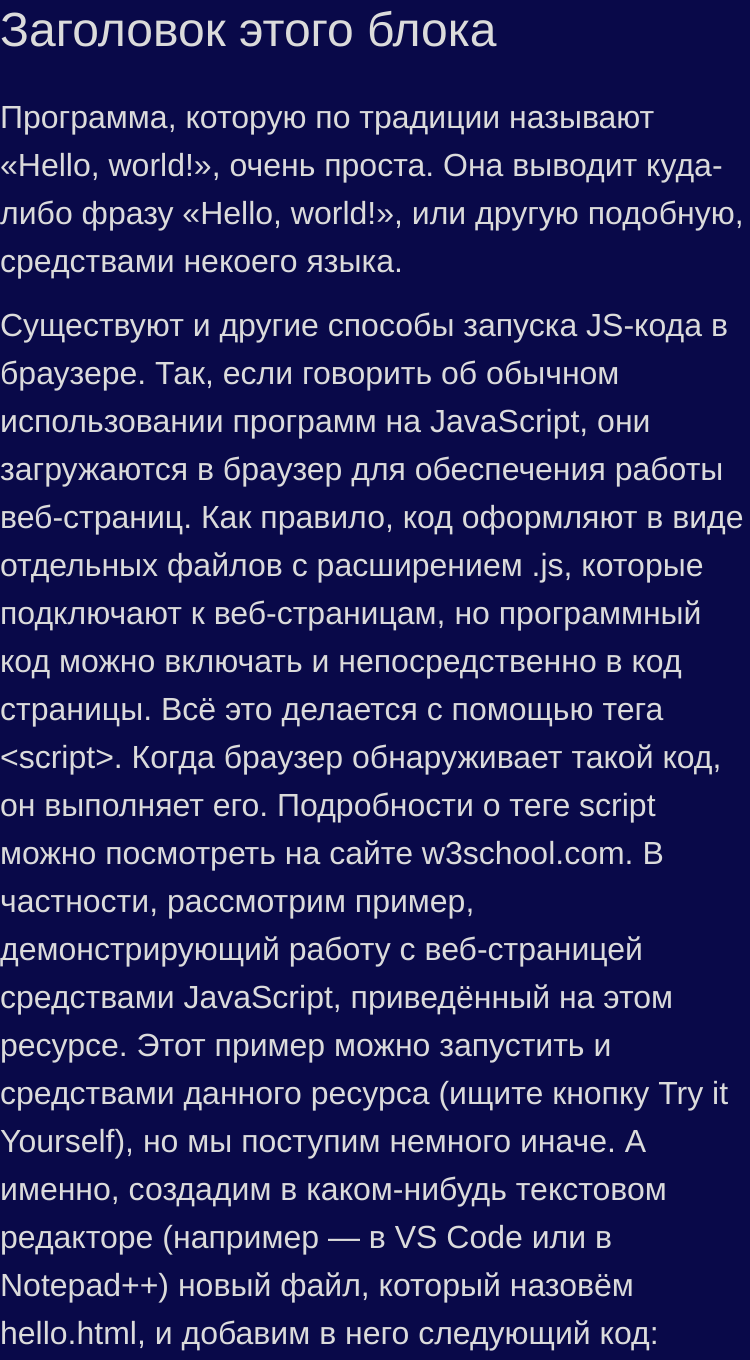 Заголовок этого блока
Программа, которую по традиции называют
«Hello, world!», очень проста. Она выводит куда-
либо фразу «Hello, world!», или другую подобную,
средствами некоего языка.
Существуют и другие способы запуска JS-кода в
браузере. Так, если говорить об обычном
использовании программ на JavaScript, они
загружаются в браузер для обеспечения работы
веб-страниц. Как правило, код оформляют в виде
отдельных файлов с расширением .js, которые
подключают к веб-страницам, но программный
код можно включать и непосредственно в код
страницы. Всё это делается с помощью тега
<script>. Когда браузер обнаруживает такой код,
он выполняет его. Подробности о теге script
можно посмотреть на сайте w3school.com. В
частности, рассмотрим пример,
демонстрирующий работу с веб-страницей
средствами JavaScript, приведённый на этом
ресурсе. Этот пример можно запустить и
средствами данного ресурса (ищите кнопку Try it
Yourself), но мы поступим немного иначе. А
именно, создадим в каком-нибудь текстовом
редакторе (например — в VS Code или в
Notepad++) новый файл, который назовём
hello.html, и добавим в него следующий код: